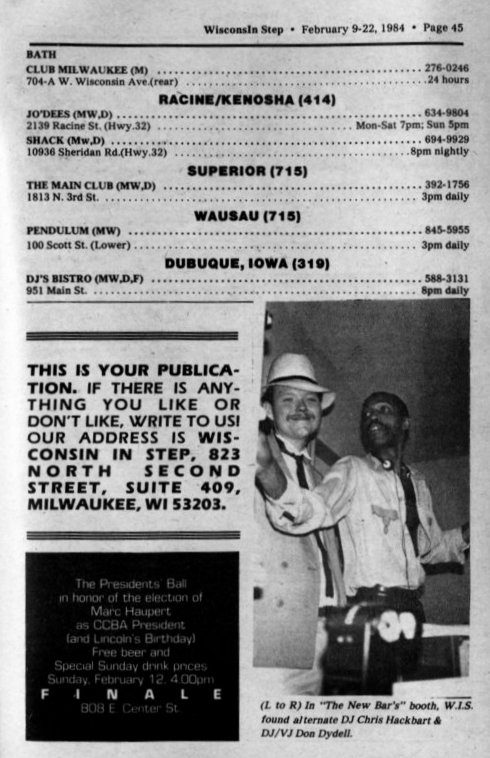 WisconsIn Step • February 9-22, 1984 • Page 45
BATH
CLUB MILWAUKEE (M) ........................ 276-0246
704-A W. Wisconsin Ave.(rear) ........................ 24 hours
RACINE/KENOSHA (414)
JO'DEES (MW,D) ........................ 634-9804
2139 Racine St. (Hwy.32) ........................ Mon-Sat 7pm; Sun 5pm
SHACK (Mw,D) ........................ 694-9929
10936 Sheridan Rd.(Hwy.32) ........................ 8pm nightly
SUPERIOR (715)
THE MAIN CLUB (MW,D) ........................ 392-1756
1813 N. 3rd St. ........................ 3pm daily
WAUSAU (715)
PENDULUM (MW) ........................ 845-5955
100 Scott St. (Lower) ........................ 3pm daily
DUBUQUE, IOWA (319)
DJ'S BISTRO (MW,D,F) ........................ 588-3131
951 Main St. ........................ 8pm daily
THIS IS YOUR PUBLICA-
TION. IF THERE IS ANY-
THING YOU LIKE OR
DON'T LIKE, WRITE TO US!
OUR ADDRESS IS WIS-
CONSIN IN STEP, 823
NORTH SECOND
STREET, SUITE 409,
MILWAUKEE, WI 53203.
The Presidents' Ball
in honor of the election of
Marc Haupert
as CCBA President
(and Lincoln's Birthday)
Free beer and
Special Sunday drink prices
Sunday, February 12, 4:00pm
FINALE
808 E. Center St.
(L to R) In "The New Bar's" booth, W.I.S.
found alternate DJ Chris Hackbart &
DJ/VJ Don Dydell.